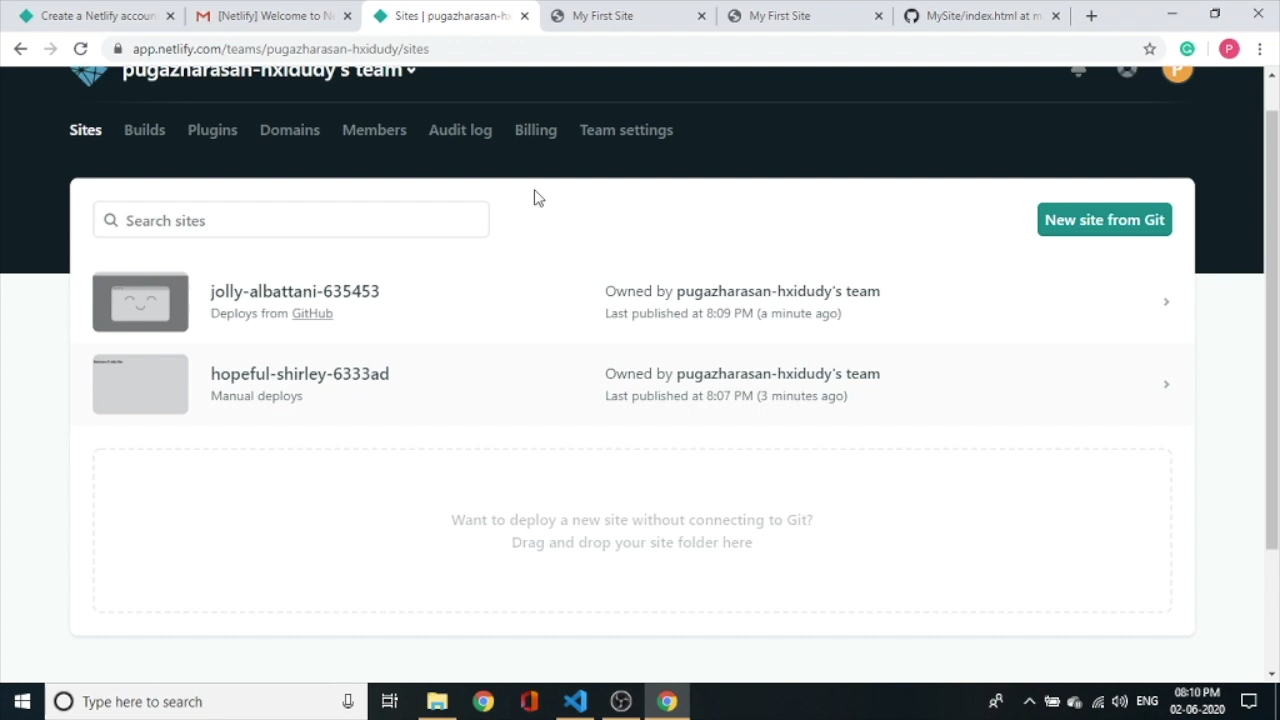 Create a Netlify accoun
[Netlify] Welcome to N
Sites | pugazharasan-hx
My First Site
My First Site
MySite/index.html at m
app.netlify.com/teams/pugazharasan-hxidudy/sites
P
pugazharasan-hxidudy's team
P
Sites
Builds
Plugins
Domains
Members
Audit log
Billing
Team settings
Search sites
New site from Git
jolly-albattani-635453
Deploys from GitHub
Owned by pugazharasan-hxidudy's team
Last published at 8:09 PM (a minute ago)
hopeful-shirley-6333ad
Manual deploys
Owned by pugazharasan-hxidudy's team
Last published at 8:07 PM (3 minutes ago)
Want to deploy a new site without connecting to Git?
Drag and drop your site folder here
Type here to search
ENG
08:10 PM
02-06-2020